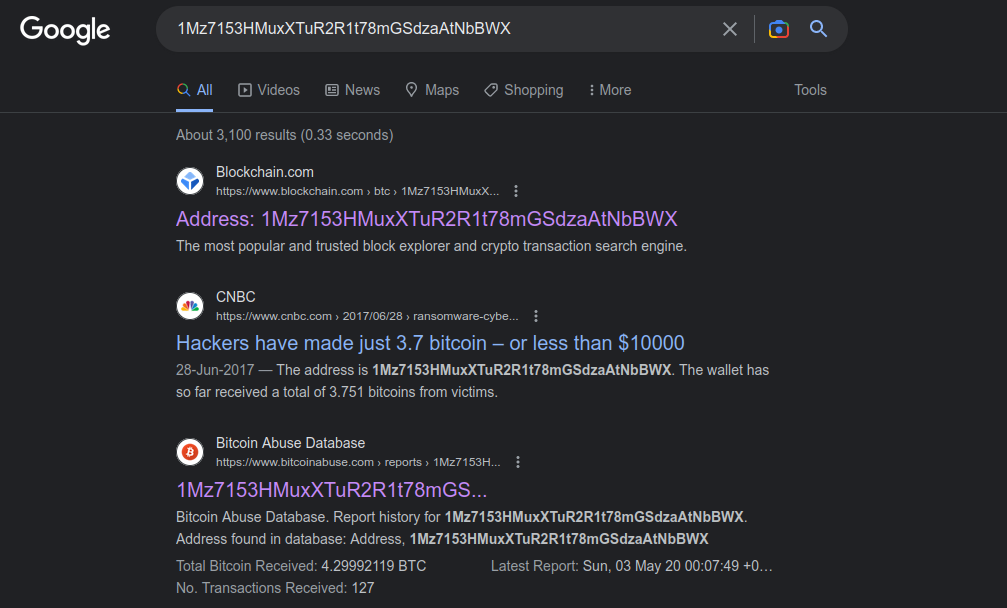 Google
1Mz7153HMuxXTuR2R1t78mGSdzaAtNbBWX
All Videos News Maps Shopping More Tools
About 3,100 results (0.33 seconds)
Blockchain.com
https://www.blockchain.com › btc › 1Mz7153HMuxX...
Address: 1Mz7153HMuxXTuR2R1t78mGSdzaAtNbBWX
The most popular and trusted block explorer and crypto transaction search engine.
CNBC
https://www.cnbc.com › 2017/06/28 › ransomware-cybe...
Hackers have made just 3.7 bitcoin – or less than $10000
28-Jun-2017 — The address is 1Mz7153HMuxXTuR2R1t78mGSdzaAtNbBWX. The wallet has
so far received a total of 3.751 bitcoins from victims.
Bitcoin Abuse Database
https://www.bitcoinabuse.com › reports › 1Mz7153H...
1Mz7153HMuxXTuR2R1t78mGS...
Bitcoin Abuse Database. Report history for 1Mz7153HMuxXTuR2R1t78mGSdzaAtNbBWX.
Address found in database: Address, 1Mz7153HMuxXTuR2R1t78mGSdzaAtNbBWX
Total Bitcoin Received: 4.29992119 BTC Latest Report: Sun, 03 May 20 00:07:49 +0...
No. Transactions Received: 127